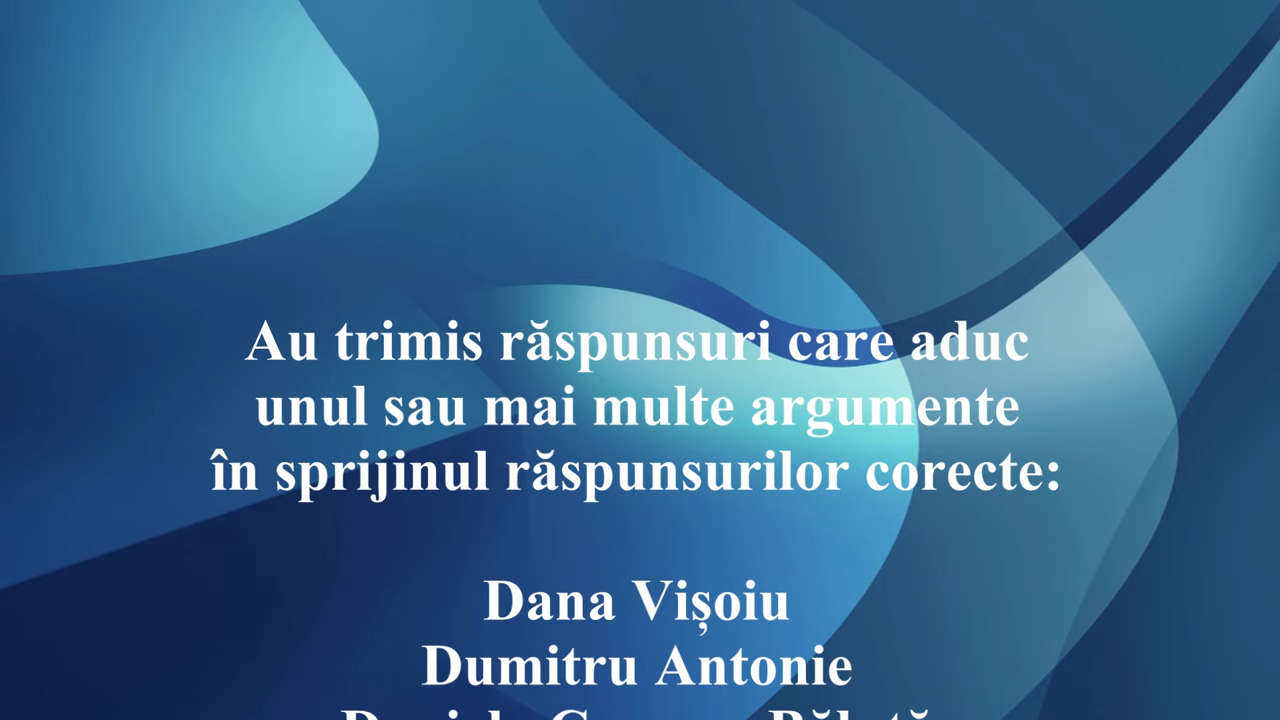 Au trimis răspunsuri care aduc
unul sau mai multe argumente
în sprijinul răspunsurilor corecte:
Dana Vișoiu
Dumitru Antonie